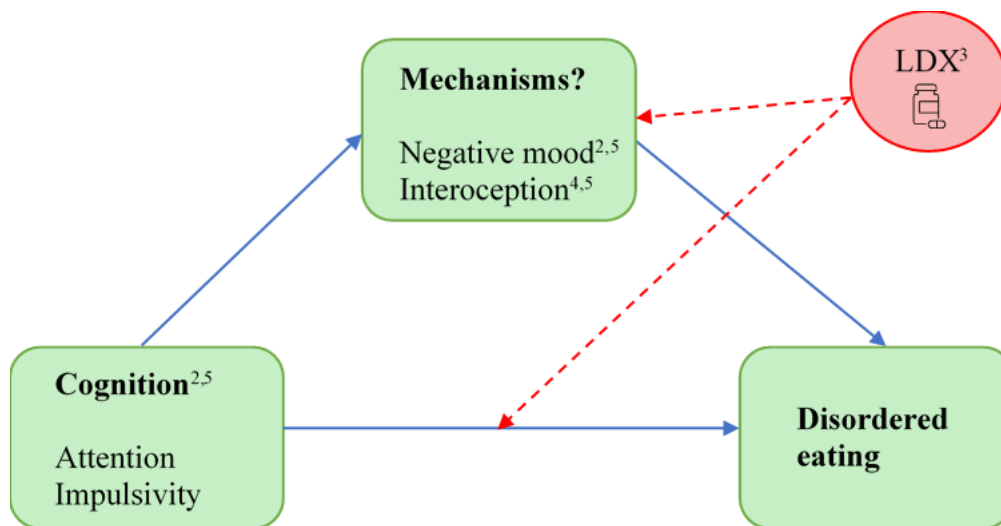 LDX³
Mechanisms?
Negative mood²,⁵
Interoception⁴,⁵
Cognition²,⁵
Attention
Impulsivity
Disordered
eating